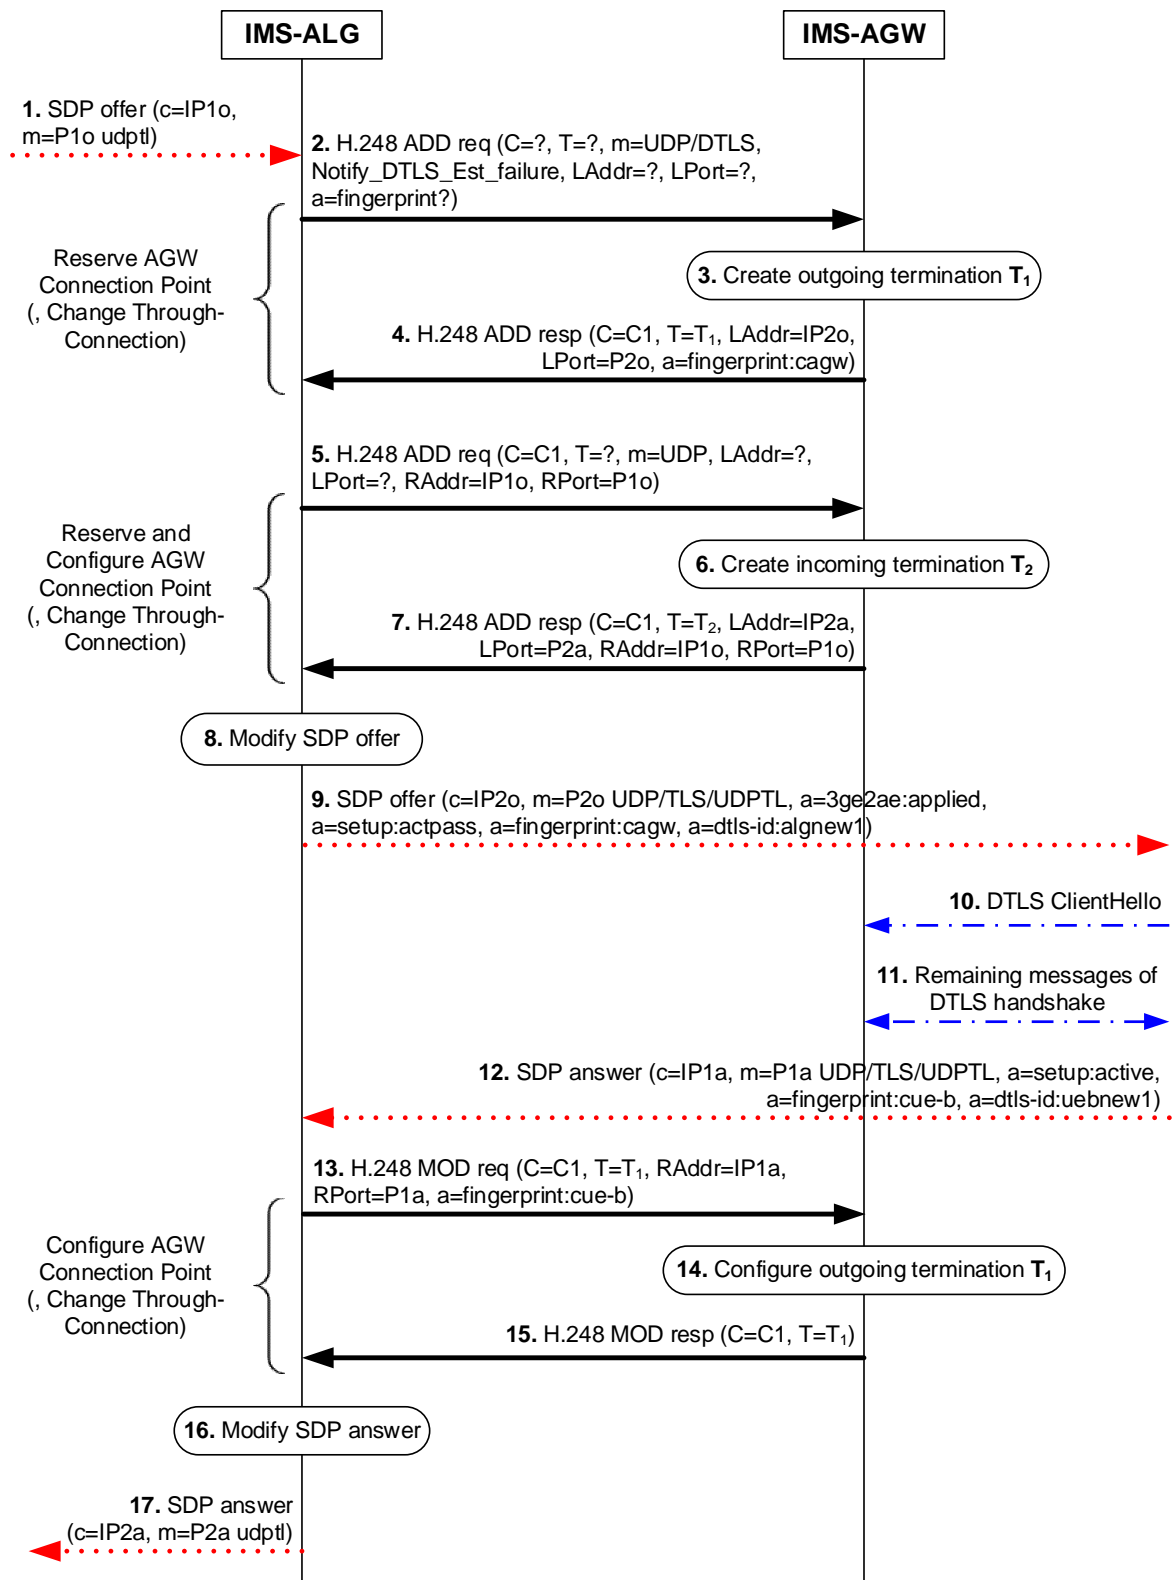 IMS-ALG
IMS-AGW
1. SDP offer (c=IP1o,
m=P1o udptl)
2. H.248 ADD req (C=?, T=?, m=UDP/DTLS,
Notify_DTLS_Est_failure, LAddr=?, LPort=?,
a=fingerprint?)
Reserve AGW
Connection Point
(, Change Through-
Connection)
3. Create outgoing termination T1
4. H.248 ADD resp (C=C1, T=T1, LAddr=IP2o,
LPort=P2o, a=fingerprint:cagw)
5. H.248 ADD req (C=C1, T=?, m=UDP, LAddr=?,
LPort=?, RAddr=IP1o, RPort=P1o)
Reserve and
Configure AGW
Connection Point
(, Change Through-
Connection)
6. Create incoming termination T2
7. H.248 ADD resp (C=C1, T=T2, LAddr=IP2a,
LPort=P2a, RAddr=IP1o, RPort=P1o)
8. Modify SDP offer
9. SDP offer (c=IP2o, m=P2o UDP/TLS/UDPTL, a=3ge2ae:applied,
a=setup:actpass, a=fingerprint:cagw, a=dtls-id:algnew1)
10. DTLS ClientHello
11. Remaining messages of
DTLS handshake
12. SDP answer (c=IP1a, m=P1a UDP/TLS/UDPTL, a=setup:active,
a=fingerprint:cue-b, a=dtls-id:uebnew1)
13. H.248 MOD req (C=C1, T=T1, RAddr=IP1a,
RPort=P1a, a=fingerprint:cue-b)
Configure AGW
Connection Point
(, Change Through-
Connection)
14. Configure outgoing termination T1
15. H.248 MOD resp (C=C1, T=T1)
16. Modify SDP answer
17. SDP answer
(c=IP2a, m=P2a udptl)